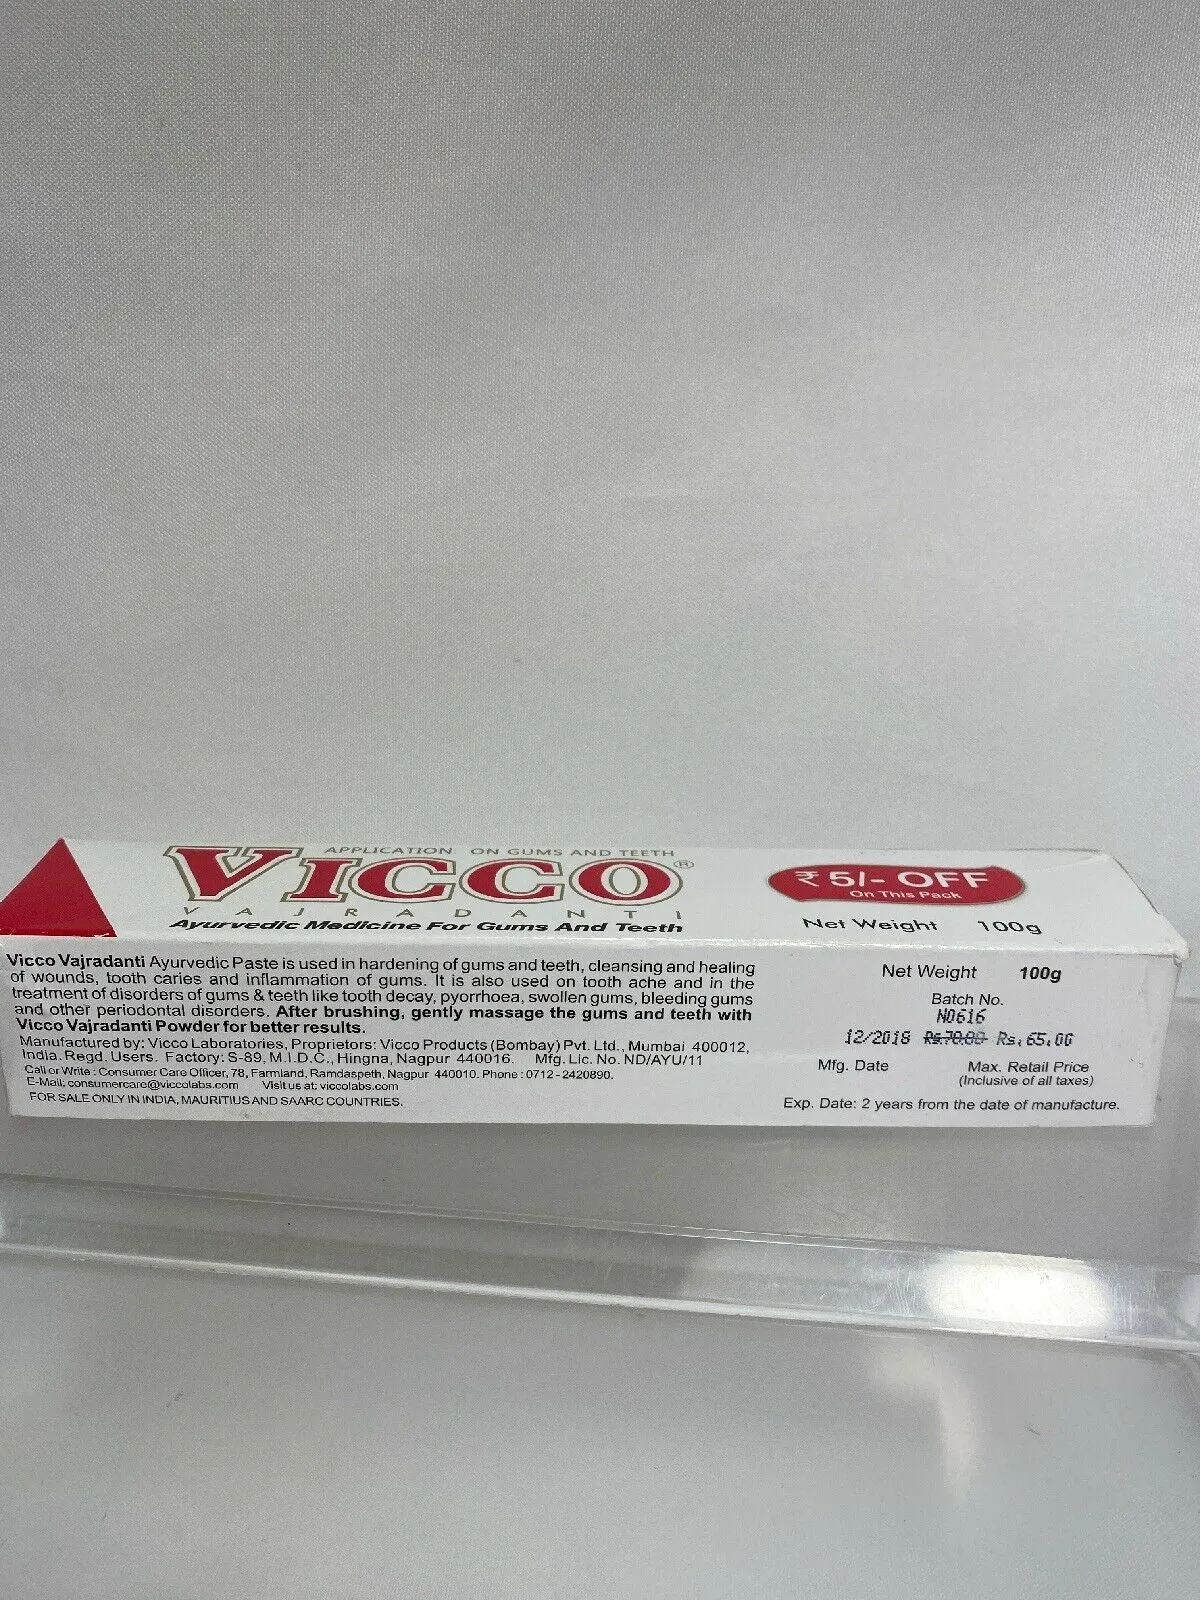 APPLICATION ON GUMS AND TEETH
VICCO®
VAJRADANTI
Ayurvedic Medicine For Gums And Teeth
₹ 5/- OFF
On This Pack
Net Weight 100g
Vicco Vajradanti Ayurvedic Paste is used in hardening of gums and teeth, cleansing and healing
of wounds, tooth caries and inflammation of gums. It is also used on tooth ache and in the
treatment of disorders of gums & teeth like tooth decay, pyorrhoea, swollen gums, bleeding gums
and other periodontal disorders. After brushing, gently massage the gums and teeth with
Vicco Vajradanti Powder for better results.
Manufactured by: Vicco Laboratories, Proprietors: Vicco Products (Bombay) Pvt. Ltd., Mumbai 400012,
India. Regd. Users. Factory: S-89, M.I.D.C., Hingna, Nagpur 440016. Mfg. Lic. No. ND/AYU/11
Call or Write : Consumer Care Officer, 78, Farmland, Ramdaspeth, Nagpur 440010. Phone : 0712-2420890.
E-Mail: consumercare@viccolabs.com Visit us at: viccolabs.com
FOR SALE ONLY IN INDIA, MAURITIUS AND SAARC COUNTRIES.
Net Weight 100g
Batch No.
N0616
12/2018 Rs.70.00 Rs.65.00
Mfg. Date Max. Retail Price
(Inclusive of all taxes)
Exp. Date: 2 years from the date of manufacture.